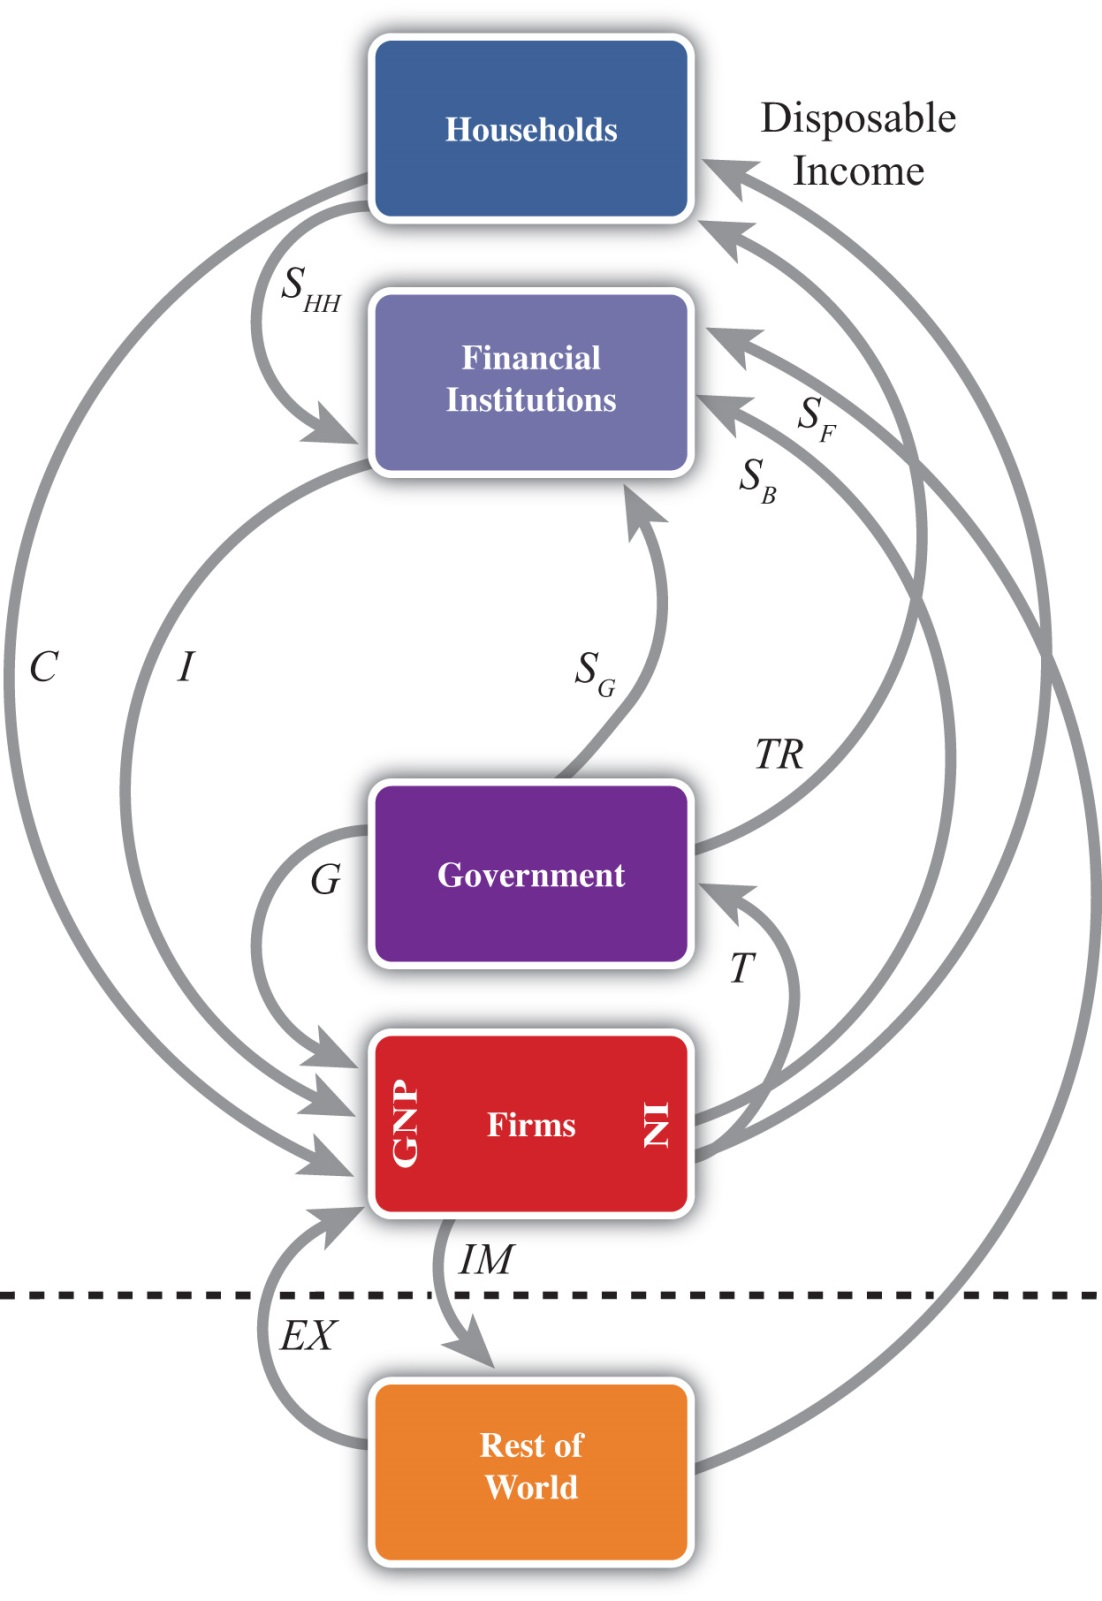 Households
Disposable
Income
S_HH
Financial
Institutions
S_F
S_B
C
I
S_G
TR
Government
G
T
GNP
Firms
NI
IM
EX
Rest of
World